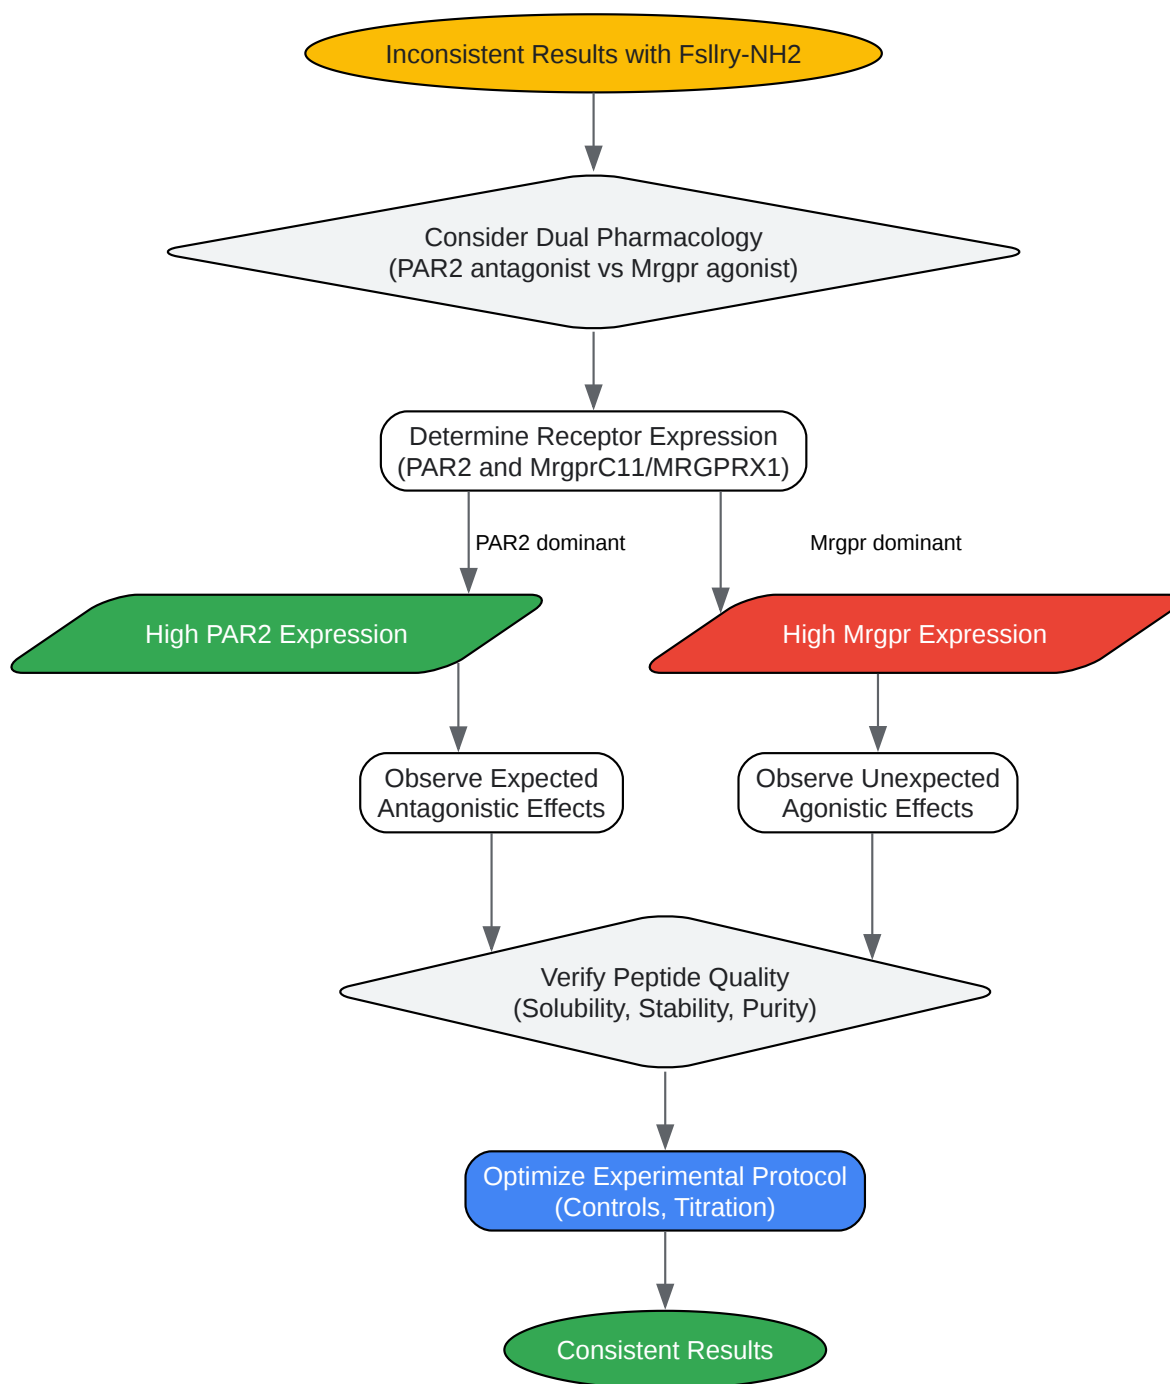 Inconsistent Results with Fsllry-NH2
Consider Dual Pharmacology
(PAR2 antagonist vs Mrgpr agonist)
Determine Receptor Expression
(PAR2 and MrgprC11/MRGPRX1)
PAR2 dominant
Mrgpr dominant
High PAR2 Expression
High Mrgpr Expression
Observe Expected
Antagonistic Effects
Observe Unexpected
Agonistic Effects
Verify Peptide Quality
(Solubility, Stability, Purity)
Optimize Experimental Protocol
(Controls, Titration)
Consistent Results